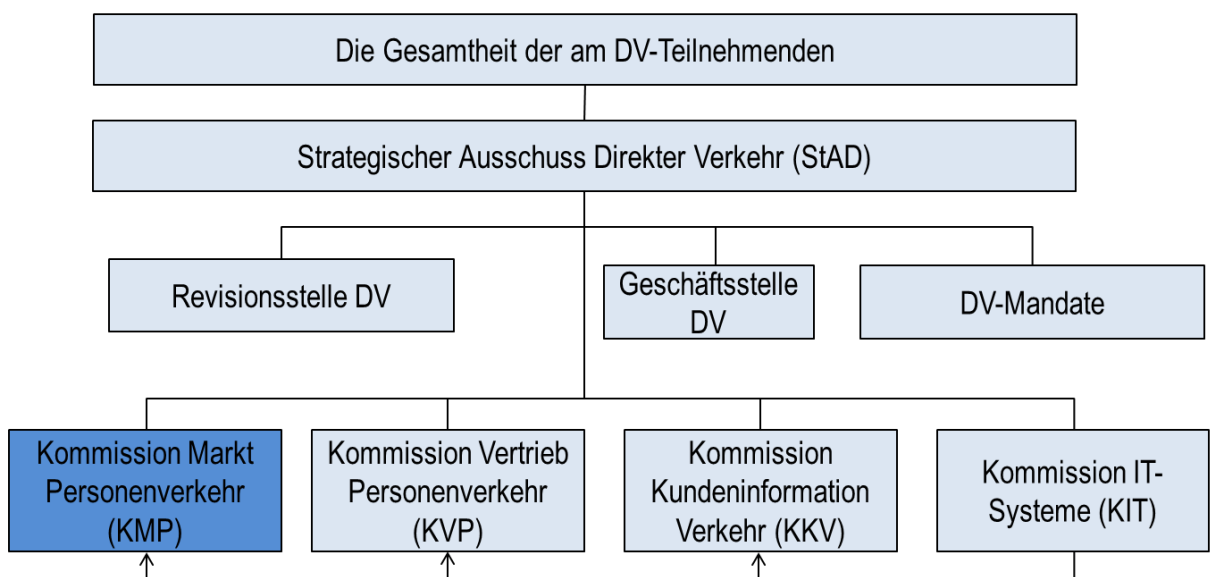 Die Gesamtheit der am DV-Teilnehmenden
Strategischer Ausschuss Direkter Verkehr (StAD)
Revisionsstelle DV
Geschäftsstelle
DV
DV-Mandate
Kommission Markt
Personenverkehr
(KMP)
Kommission Vertrieb
Personenverkehr
(KVP)
Kommission
Kundeninformation
Verkehr (KKV)
Kommission IT-
Systeme (KIT)